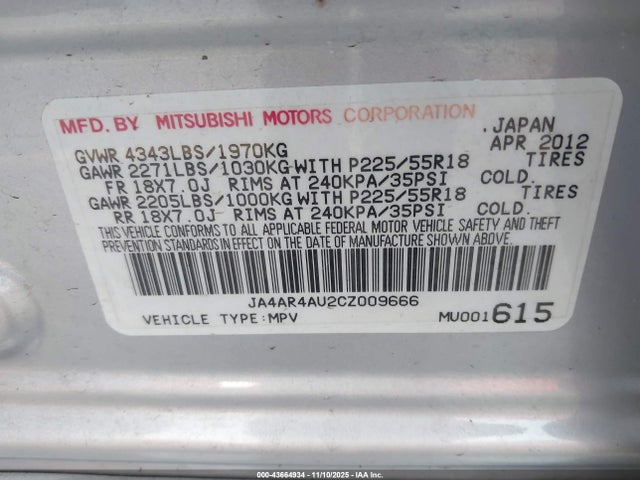 MFD. BY MITSUBISHI MOTORS CORPORATION . JAPAN
GVWR 4343LBS/1970KG APR 2012
GAWR 2271LBS/1030KG WITH P225/55R18 TIRES
FR 18X7.0J RIMS AT 240KPA/35PSI COLD.
GAWR 2205LBS/1000KG WITH P225/55R18 TIRES
RR 18X7.0J RIMS AT 240KPA/35PSI COLD.
THIS VEHICLE CONFORMS TO ALL APPLICABLE FEDERAL MOTOR VEHICLE SAFETY AND THEFT
PREVENTION STANDARDS IN EFFECT ON THE DATE OF MANUFACTURE SHOWN ABOVE.
JA4AR4AU2CZ009666
VEHICLE TYPE:MPV MU001615
000-43664934 - 11/10/2025 - IAAI.COM